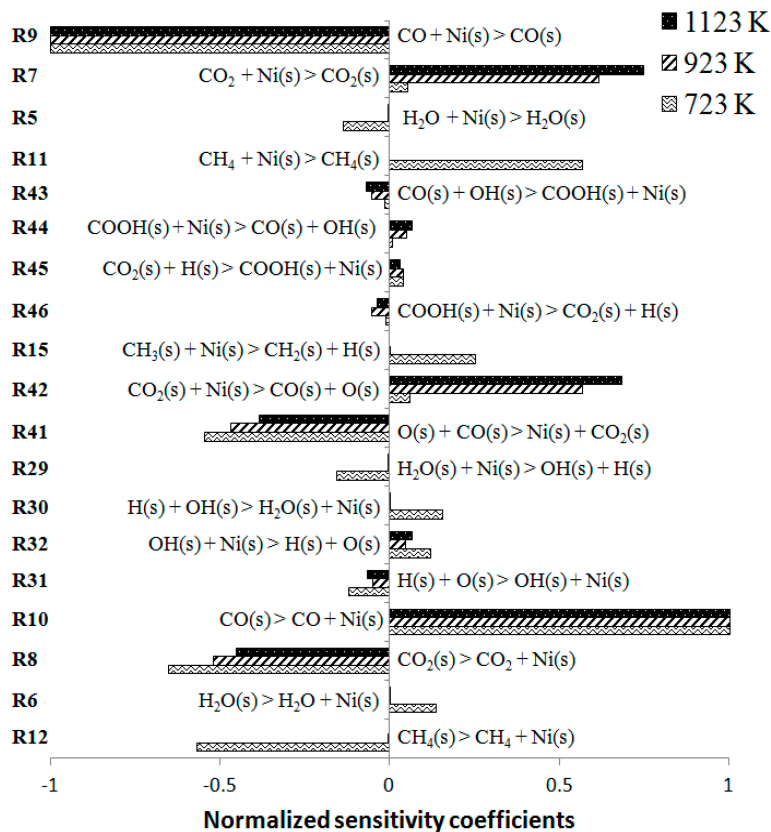 1123 K
923 K
723 K
R9 CO + Ni(s) > CO(s)
R7 CO₂ + Ni(s) > CO₂(s)
R5 H₂O + Ni(s) > H₂O(s)
R11 CH₄ + Ni(s) > CH₄(s)
R43 CO(s) + OH(s) > COOH(s) + Ni(s)
R44 COOH(s) + Ni(s) > CO(s) + OH(s)
R45 CO₂(s) + H(s) > COOH(s) + Ni(s)
R46 COOH(s) + Ni(s) > CO₂(s) + H(s)
R15 CH₃(s) + Ni(s) > CH₂(s) + H(s)
R42 CO₂(s) + Ni(s) > CO(s) + O(s)
R41 O(s) + CO(s) > Ni(s) + CO₂(s)
R29 H₂O(s) + Ni(s) > OH(s) + H(s)
R30 H(s) + OH(s) > H₂O(s) + Ni(s)
R32 OH(s) + Ni(s) > H(s) + O(s)
R31 H(s) + O(s) > OH(s) + Ni(s)
R10 CO(s) > CO + Ni(s)
R8 CO₂(s) > CO₂ + Ni(s)
R6 H₂O(s) > H₂O + Ni(s)
R12 CH₄(s) > CH₄ + Ni(s)
-1 -0.5 0 0.5 1
Normalized sensitivity coefficients